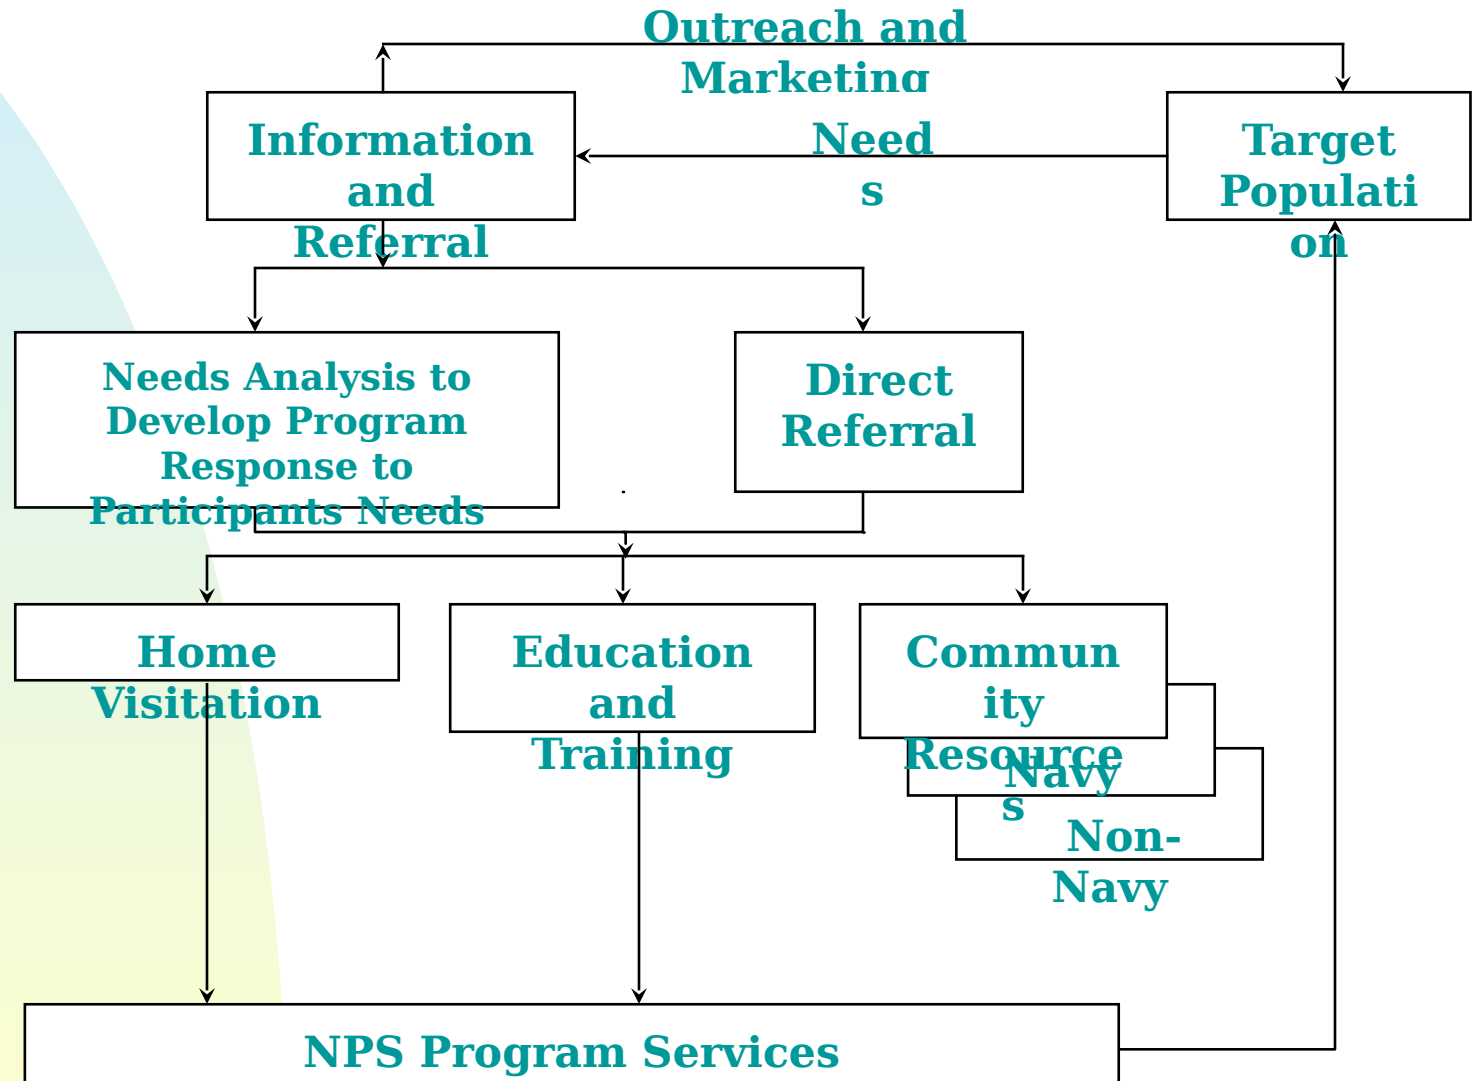 Outreach and
Marketing
Information
and
Referral
Need
s
Target
Populati
on
Needs Analysis to
Develop Program
Response to
Participants Needs
Direct
Referral
.
Home
Visitation
Education
and
Training
Commun
ity
Resource
s
Navy
Non-
Navy
NPS Program Services